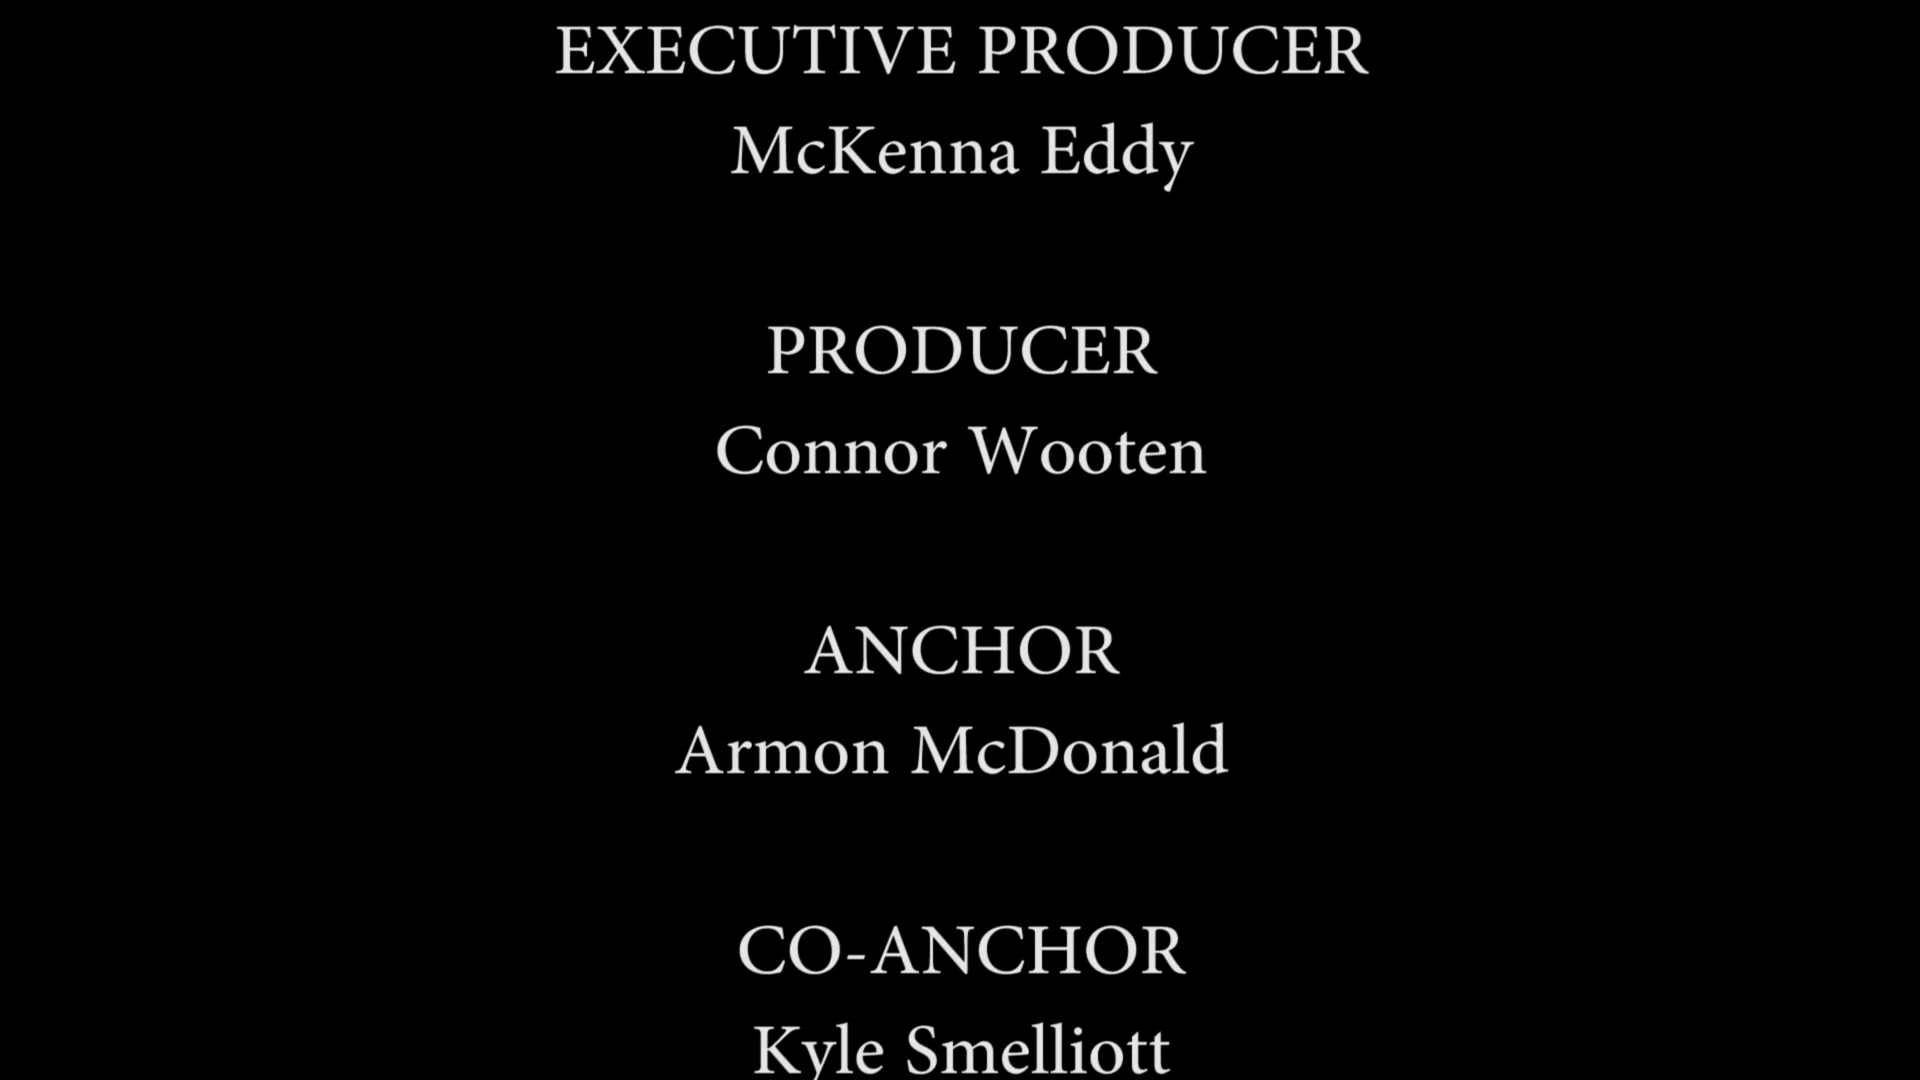 EXECUTIVE PRODUCER
McKenna Eddy
PRODUCER
Connor Wooten
ANCHOR
Armon McDonald
CO-ANCHOR
Kyle Smelliott